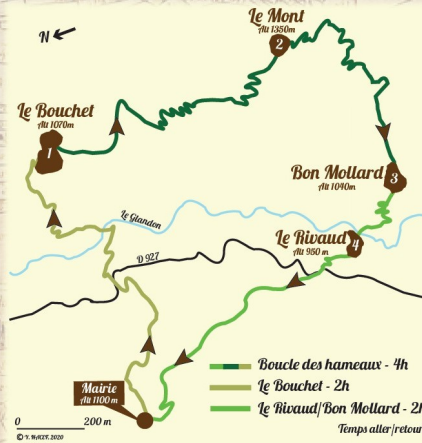 N
Le Mont
Alt 1350m
2
Le Bouchet
Alt 1070m
1
Bon Mollard
Alt 1040m
3
Le Glandon
Le Rivaud
Alt 950 m
4
D 927
Mairie
Alt 1100 m
Boucle des hameaux - 4h
Le Bouchet - 2h
Le Rivaud/Bon Mollard - 2h
Temps aller/retour
0 200 m
2020